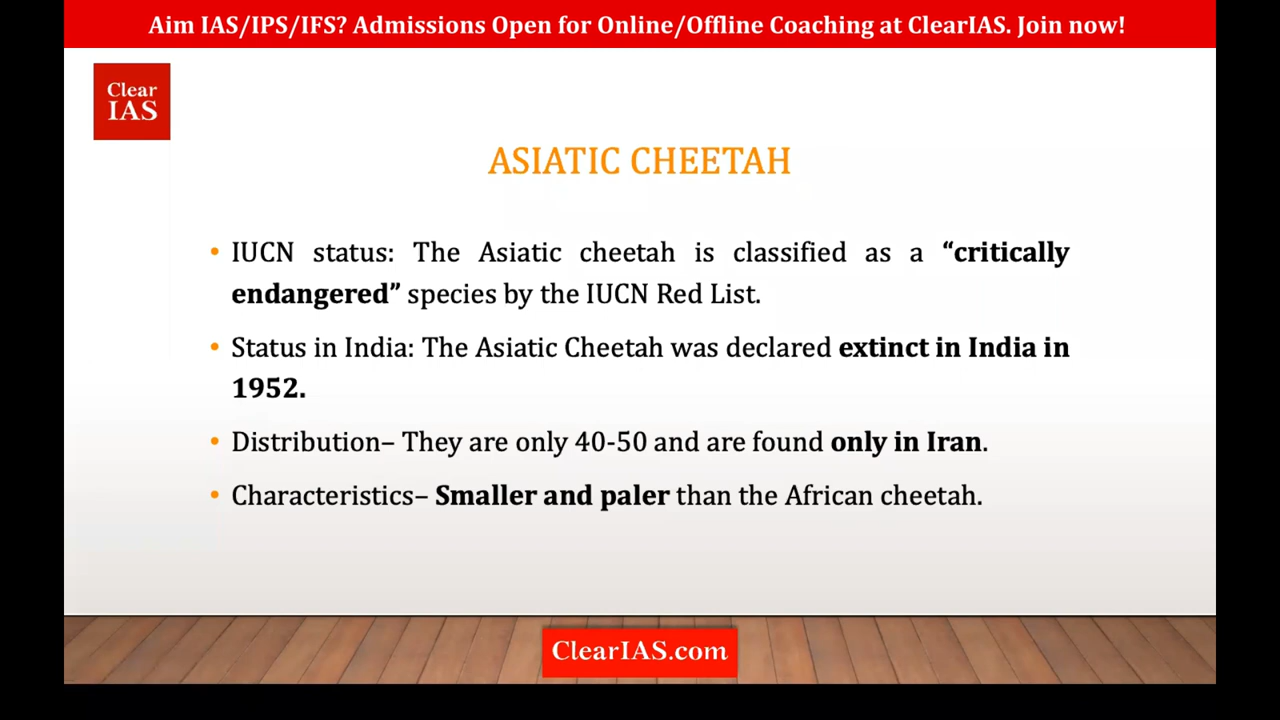 Aim IAS/IPS/IFS? Admissions Open for Online/Offline Coaching at ClearIAS. Join now!
Clear
IAS
ASIATIC CHEETAH
• IUCN status: The Asiatic cheetah is classified as a “critically
endangered” species by the IUCN Red List.
• Status in India: The Asiatic Cheetah was declared extinct in India in
1952.
• Distribution– They are only 40-50 and are found only in Iran.
• Characteristics– Smaller and paler than the African cheetah.
ClearIAS.com